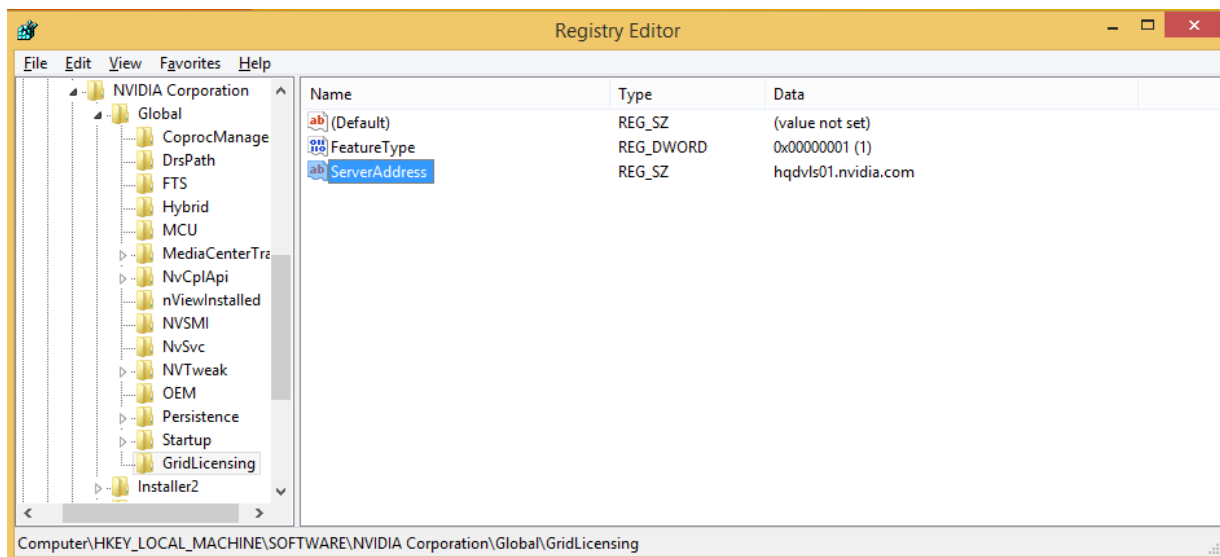 Registry Editor
File Edit View Favorites Help
NVIDIA Corporation
Global
CoprocManage
DrsPath
FTS
Hybrid
MCU
MediaCenterTra
NvCplApi
nViewInstalled
NVSMI
NvSvc
NVTweak
OEM
Persistence
Startup
GridLicensing
Installer2
Name Type Data
(Default) REG_SZ (value not set)
FeatureType REG_DWORD 0x00000001 (1)
ServerAddress REG_SZ hqdvls01.nvidia.com
Computer\HKEY_LOCAL_MACHINE\SOFTWARE\NVIDIA Corporation\Global\GridLicensing